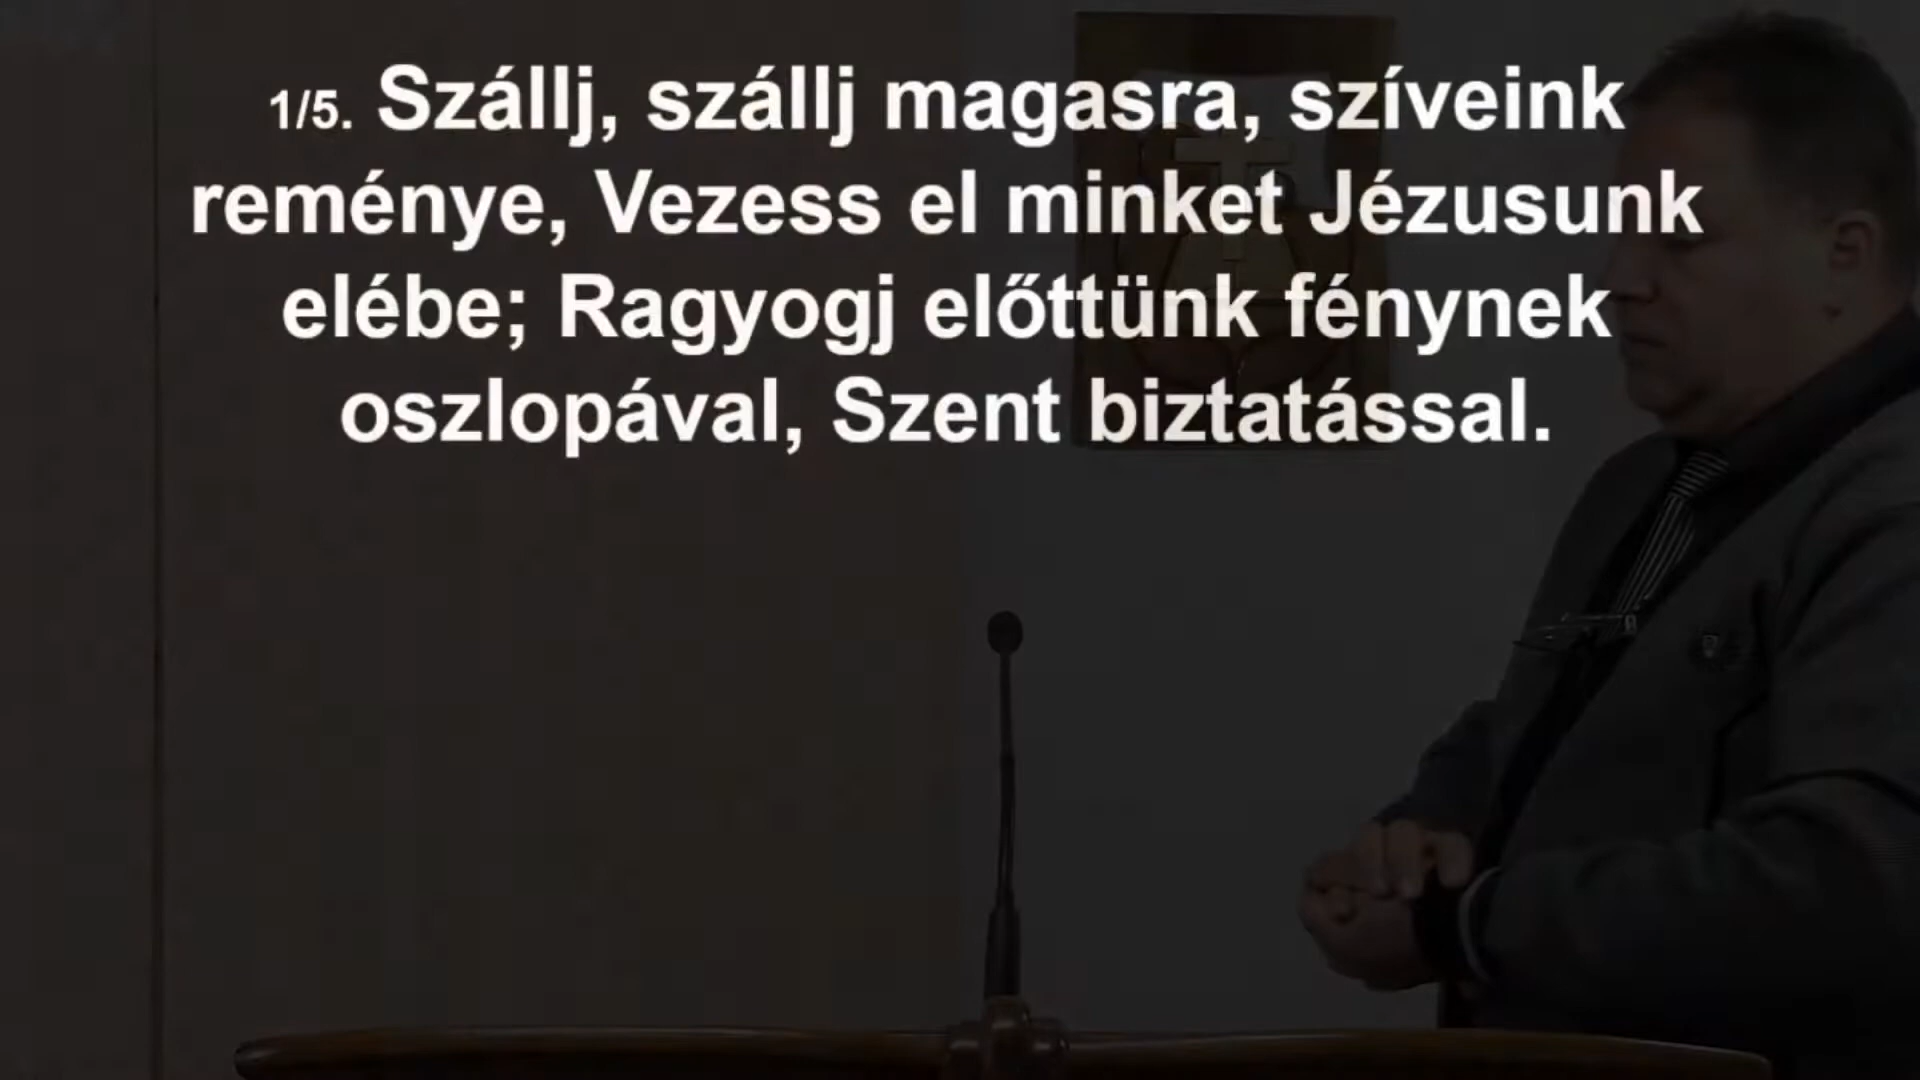 1/5. Szállj, szállj magasra, szíveink
reménye, Vezess el minket Jézusunk
elébe; Ragyogj előttünk fénynek
oszlopával, Szent biztatással.